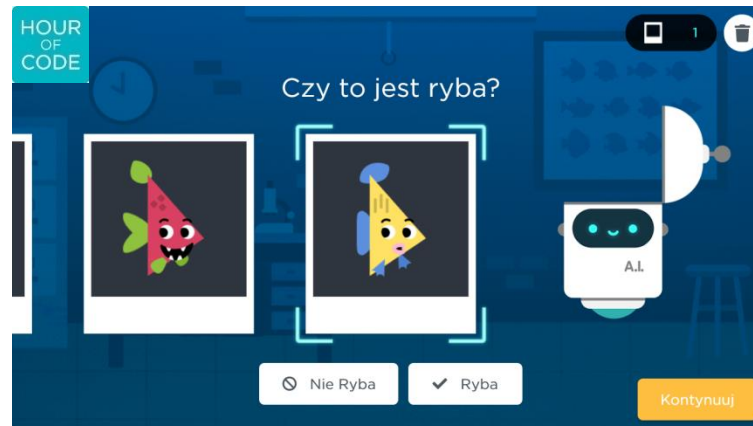 HOUR
OF
CODE
1
Czy to jest ryba?
A.I.
Nie Ryba
Ryba
Kontynuuj